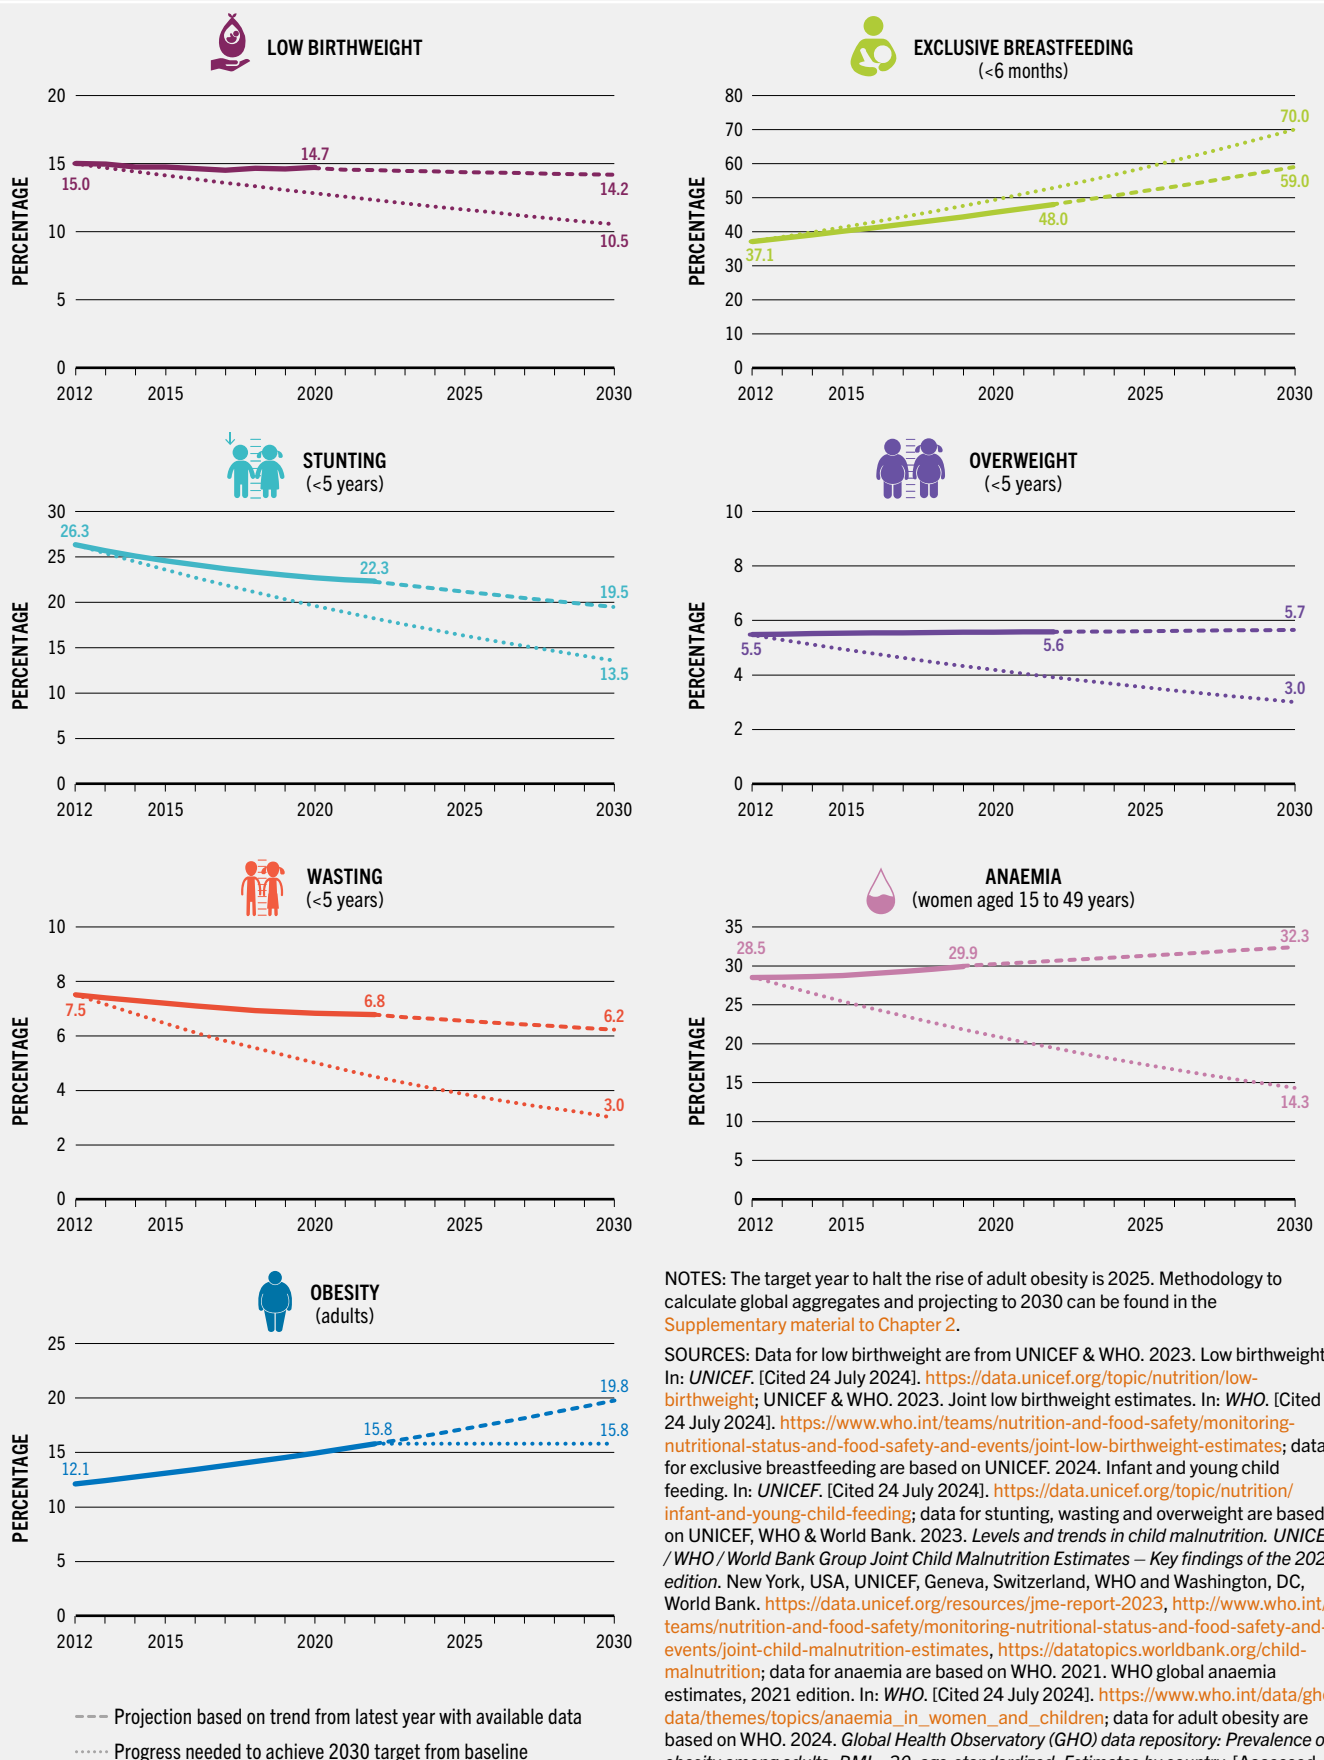 LOW BIRTHWEIGHT
PERCENTAGE
20
15
10
5
0
15.0
14.7
14.2
10.5
2012 2015 2020 2025 2030
EXCLUSIVE BREASTFEEDING
(<6 months)
PERCENTAGE
80
70
60
50
40
30
20
10
0
37.1
48.0
70.0
59.0
2012 2015 2020 2025 2030
STUNTING
(<5 years)
PERCENTAGE
30
25
20
15
10
5
0
26.3
22.3
19.5
13.5
2012 2015 2020 2025 2030
OVERWEIGHT
(<5 years)
PERCENTAGE
10
8
6
4
2
0
5.5
5.6
5.7
3.0
2012 2015 2020 2025 2030
WASTING
(<5 years)
PERCENTAGE
10
8
6
4
2
0
7.5
6.8
6.2
3.0
2012 2015 2020 2025 2030
ANAEMIA
(women aged 15 to 49 years)
PERCENTAGE
35
30
25
20
15
10
5
0
28.5
29.9
32.3
14.3
2012 2015 2020 2025 2030
OBESITY
(adults)
PERCENTAGE
25
20
15
10
5
0
12.1
15.8
19.8
15.8
2012 2015 2020 2025 2030
Projection based on trend from latest year with available data
Progress needed to achieve 2030 target from baseline
NOTES: The target year to halt the rise of adult obesity is 2025. Methodology to
calculate global aggregates and projecting to 2030 can be found in the
Supplementary material to Chapter 2.
SOURCES: Data for low birthweight are from UNICEF & WHO. 2023. Low birthweight
In: UNICEF. [Cited 24 July 2024]. https://data.unicef.org/topic/nutrition/low-
birthweight; UNICEF & WHO. 2023. Joint low birthweight estimates. In: WHO. [Cited
24 July 2024]. https://www.who.int/teams/nutrition-and-food-safety/monitoring-
nutritional-status-and-food-safety-and-events/joint-low-birthweight-estimates; data
for exclusive breastfeeding are based on UNICEF. 2024. Infant and young child
feeding. In: UNICEF. [Cited 24 July 2024]. https://data.unicef.org/topic/nutrition/
infant-and-young-child-feeding; data for stunting, wasting and overweight are based
on UNICEF, WHO & World Bank. 2023. Levels and trends in child malnutrition.
/ WHO / World Bank Group Joint Child Malnutrition Estimates – Key findings of the
edition. New York, USA, UNICEF, Geneva, Switzerland, WHO and Washington, DC,
World Bank. https://data.unicef.org/resources/jme-report-2023, http://www.who.int/
teams/nutrition-and-food-safety/monitoring-nutritional-status-and-food-safety-and-
events/joint-child-malnutrition-estimates, https://datatopics.worldbank.org/child-
malnutrition; data for anaemia are based on WHO. 2021. WHO global anaemia
estimates, 2021 edition. In: WHO. [Cited 24 July 2024]. https://www.who.int/data/gh
data/themes/topics/anaemia_in_women_and_children; data for adult obesity are
based on WHO. 2024. Global Health Observatory (GHO) data repository: Prevalence